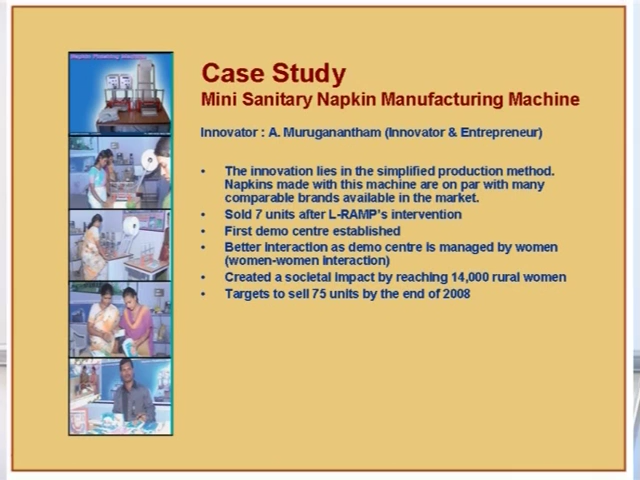 Napkin Finishing Machine
Case Study
Mini Sanitary Napkin Manufacturing Machine
Innovator : A. Muruganantham (Innovator & Entrepreneur)
• The innovation lies in the simplified production method.
Napkins made with this machine are on par with many
comparable brands available in the market.
• Sold 7 units after L-RAMP's intervention
• First demo centre established
• Better interaction as demo centre is managed by women
(women-women interaction)
• Created a societal impact by reaching 14,000 rural women
• Targets to sell 75 units by the end of 2008